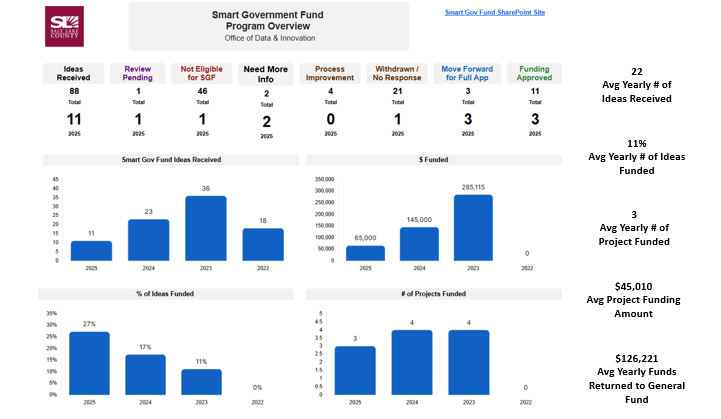 SL
SALT LAKE
COUNTY
Smart Government Fund
Program Overview
Office of Data & Innovation
Smart Gov Fund SharePoint Site
Ideas
Received
88
Total
11
2025
Review
Pending
1
Total
1
2025
Not Eligible
for SGF
46
Total
1
2025
Need More
Info
2
Total
2
2025
Process
Improvement
4
Total
0
2025
Withdrawn /
No Response
21
Total
1
2025
Move Forward
for Full App
3
Total
3
2025
Funding
Approved
11
Total
3
2025
Smart Gov Fund Ideas Received
45
40
35
30
25
20
15
10
5
0
11
23
36
18
2025
2024
2023
2022
$ Funded
350,000
300,000
250,000
200,000
150,000
100,000
50,000
0
65,000
145,000
285,115
0
2025
2024
2023
2022
% of Ideas Funded
35%
30%
25%
20%
15%
10%
5%
0%
27%
17%
11%
0%
2025
2024
2023
2022
# of Projects Funded
5
4.5
4
3.5
3
2.5
2
1.5
1
0.5
0
3
4
4
0
2025
2024
2023
2022
22
Avg Yearly # of
Ideas Received
11%
Avg Yearly # of Ideas
Funded
3
Avg Yearly # of
Project Funded
$45,010
Avg Project Funding
Amount
$126,221
Avg Yearly Funds
Returned to General
Fund